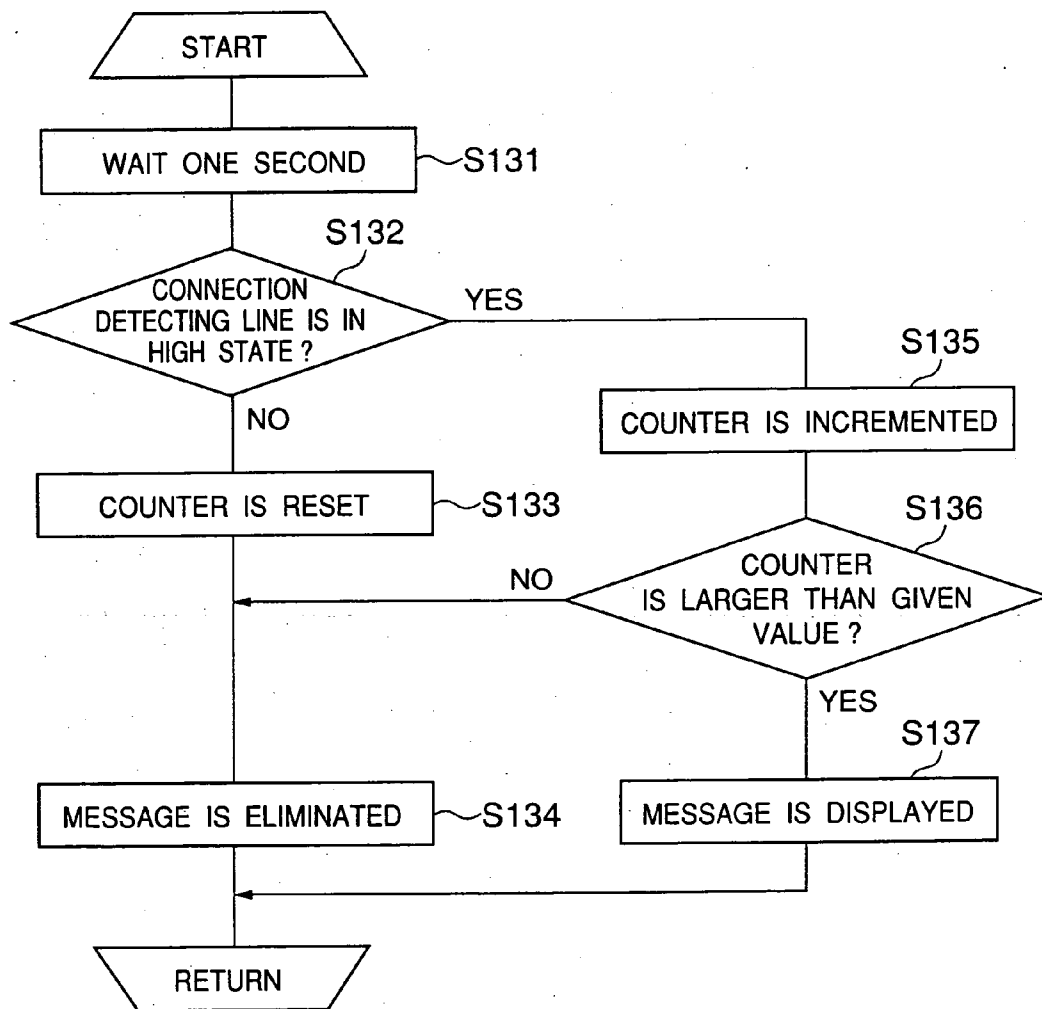 START
WAIT ONE SECOND
S131
S132
CONNECTION
DETECTING LINE IS IN
HIGH STATE ?
YES
NO
S135
COUNTER IS INCREMENTED
COUNTER IS RESET
S133
S136
COUNTER
IS LARGER THAN GIVEN
VALUE ?
NO
YES
S137
MESSAGE IS ELIMINATED
S134
MESSAGE IS DISPLAYED
RETURN